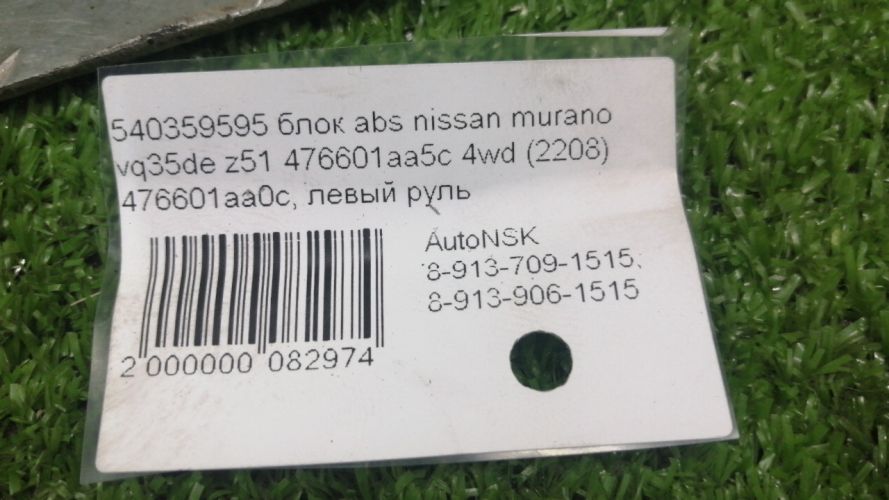 540359595 блок abs nissan murano
vq35de z51 476601aa5c 4wd (2208)
476601aa0c, левый руль
AutoNSK
8-913-709-1515,
8-913-906-1515
2 000000 082974